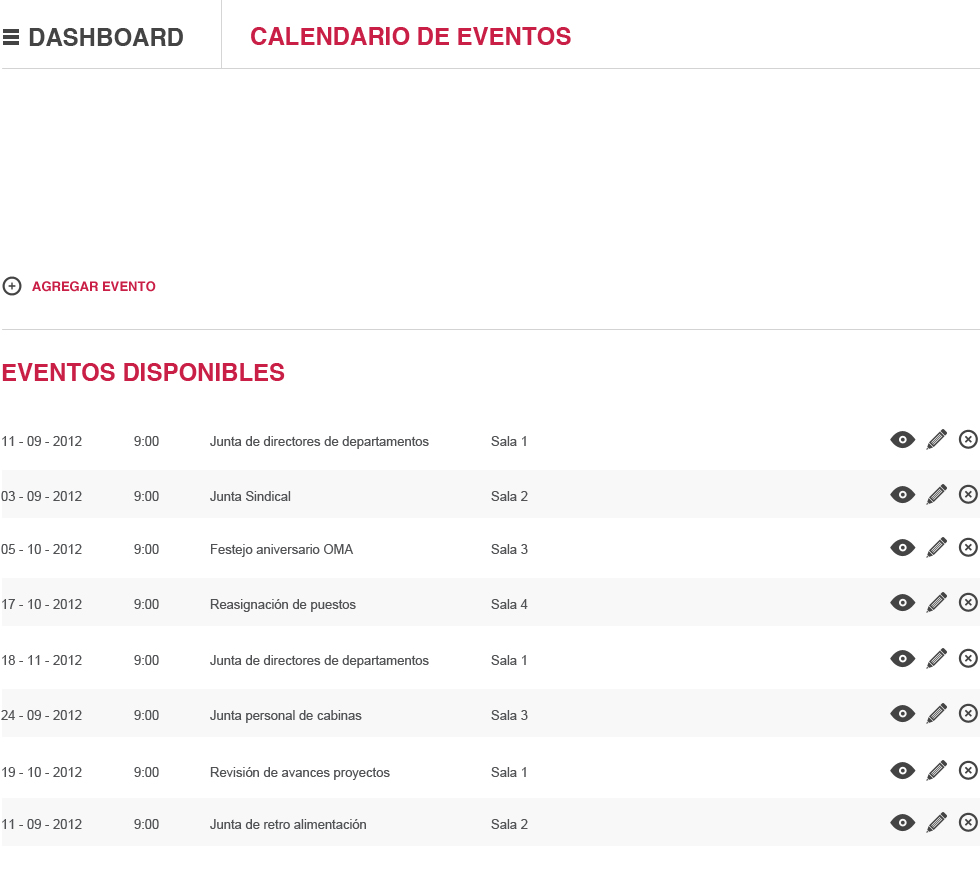 DASHBOARD CALENDARIO DE EVENTOS
AGREGAR EVENTO
EVENTOS DISPONIBLES
11 - 09 - 2012 9:00 Junta de directores de departamentos Sala 1
03 - 09 - 2012 9:00 Junta Sindical Sala 2
05 - 10 - 2012 9:00 Festejo aniversario OMA Sala 3
17 - 10 - 2012 9:00 Reasignación de puestos Sala 4
18 - 11 - 2012 9:00 Junta de directores de departamentos Sala 1
24 - 09 - 2012 9:00 Junta personal de cabinas Sala 3
19 - 10 - 2012 9:00 Revisión de avances proyectos Sala 1
11 - 09 - 2012 9:00 Junta de retro alimentación Sala 2